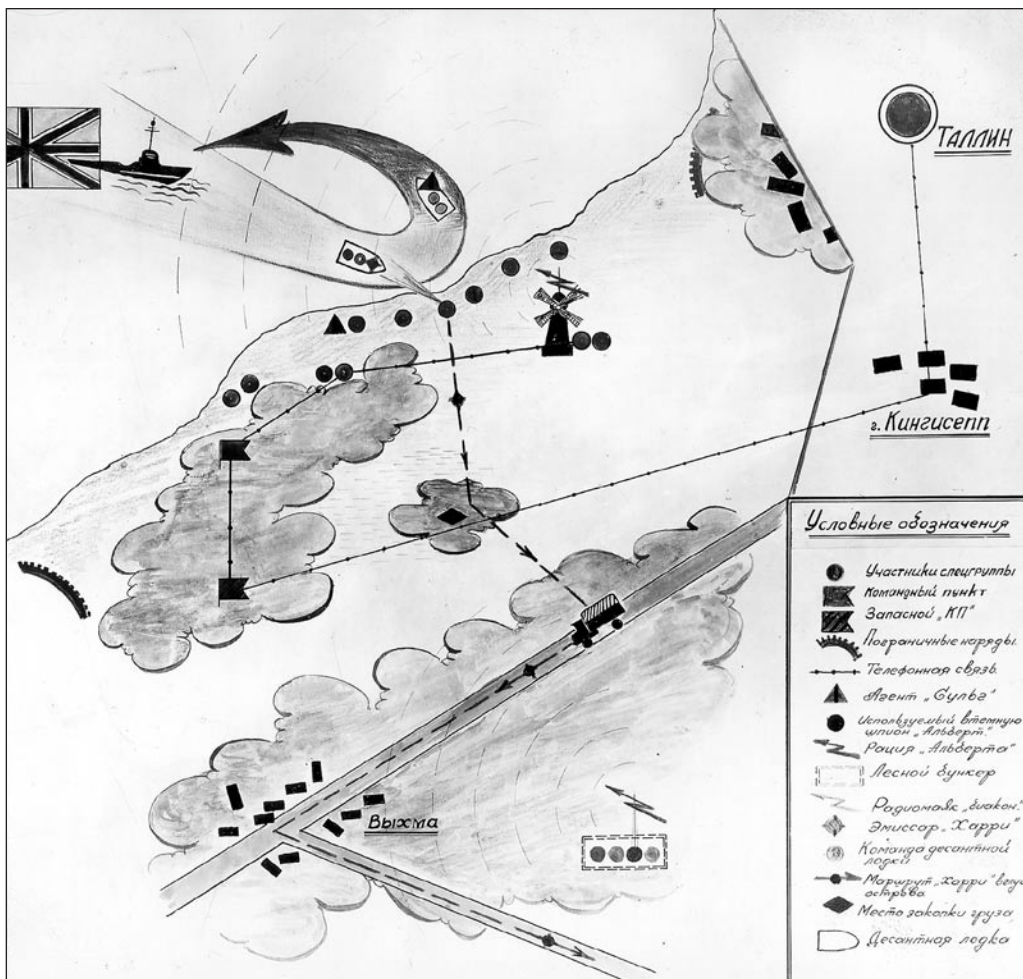 Таллин
г. Кингисепп
Выхма
Условные обозначения
Участники спецгруппы
Командный пункт
Запасной „КП"
Пограничные наряды.
Телефонная связь
Агент „Сульг"
Используемый втемную
шпион „Альберт."
Рация „Альберта"
Лесной бункер
Радиомаяк „биакон."
Эмиссар „Харри"
Команда десантной
лодки
Маршрут „Харри" вглубь
острова
Место закопки груза
Десантная лодка